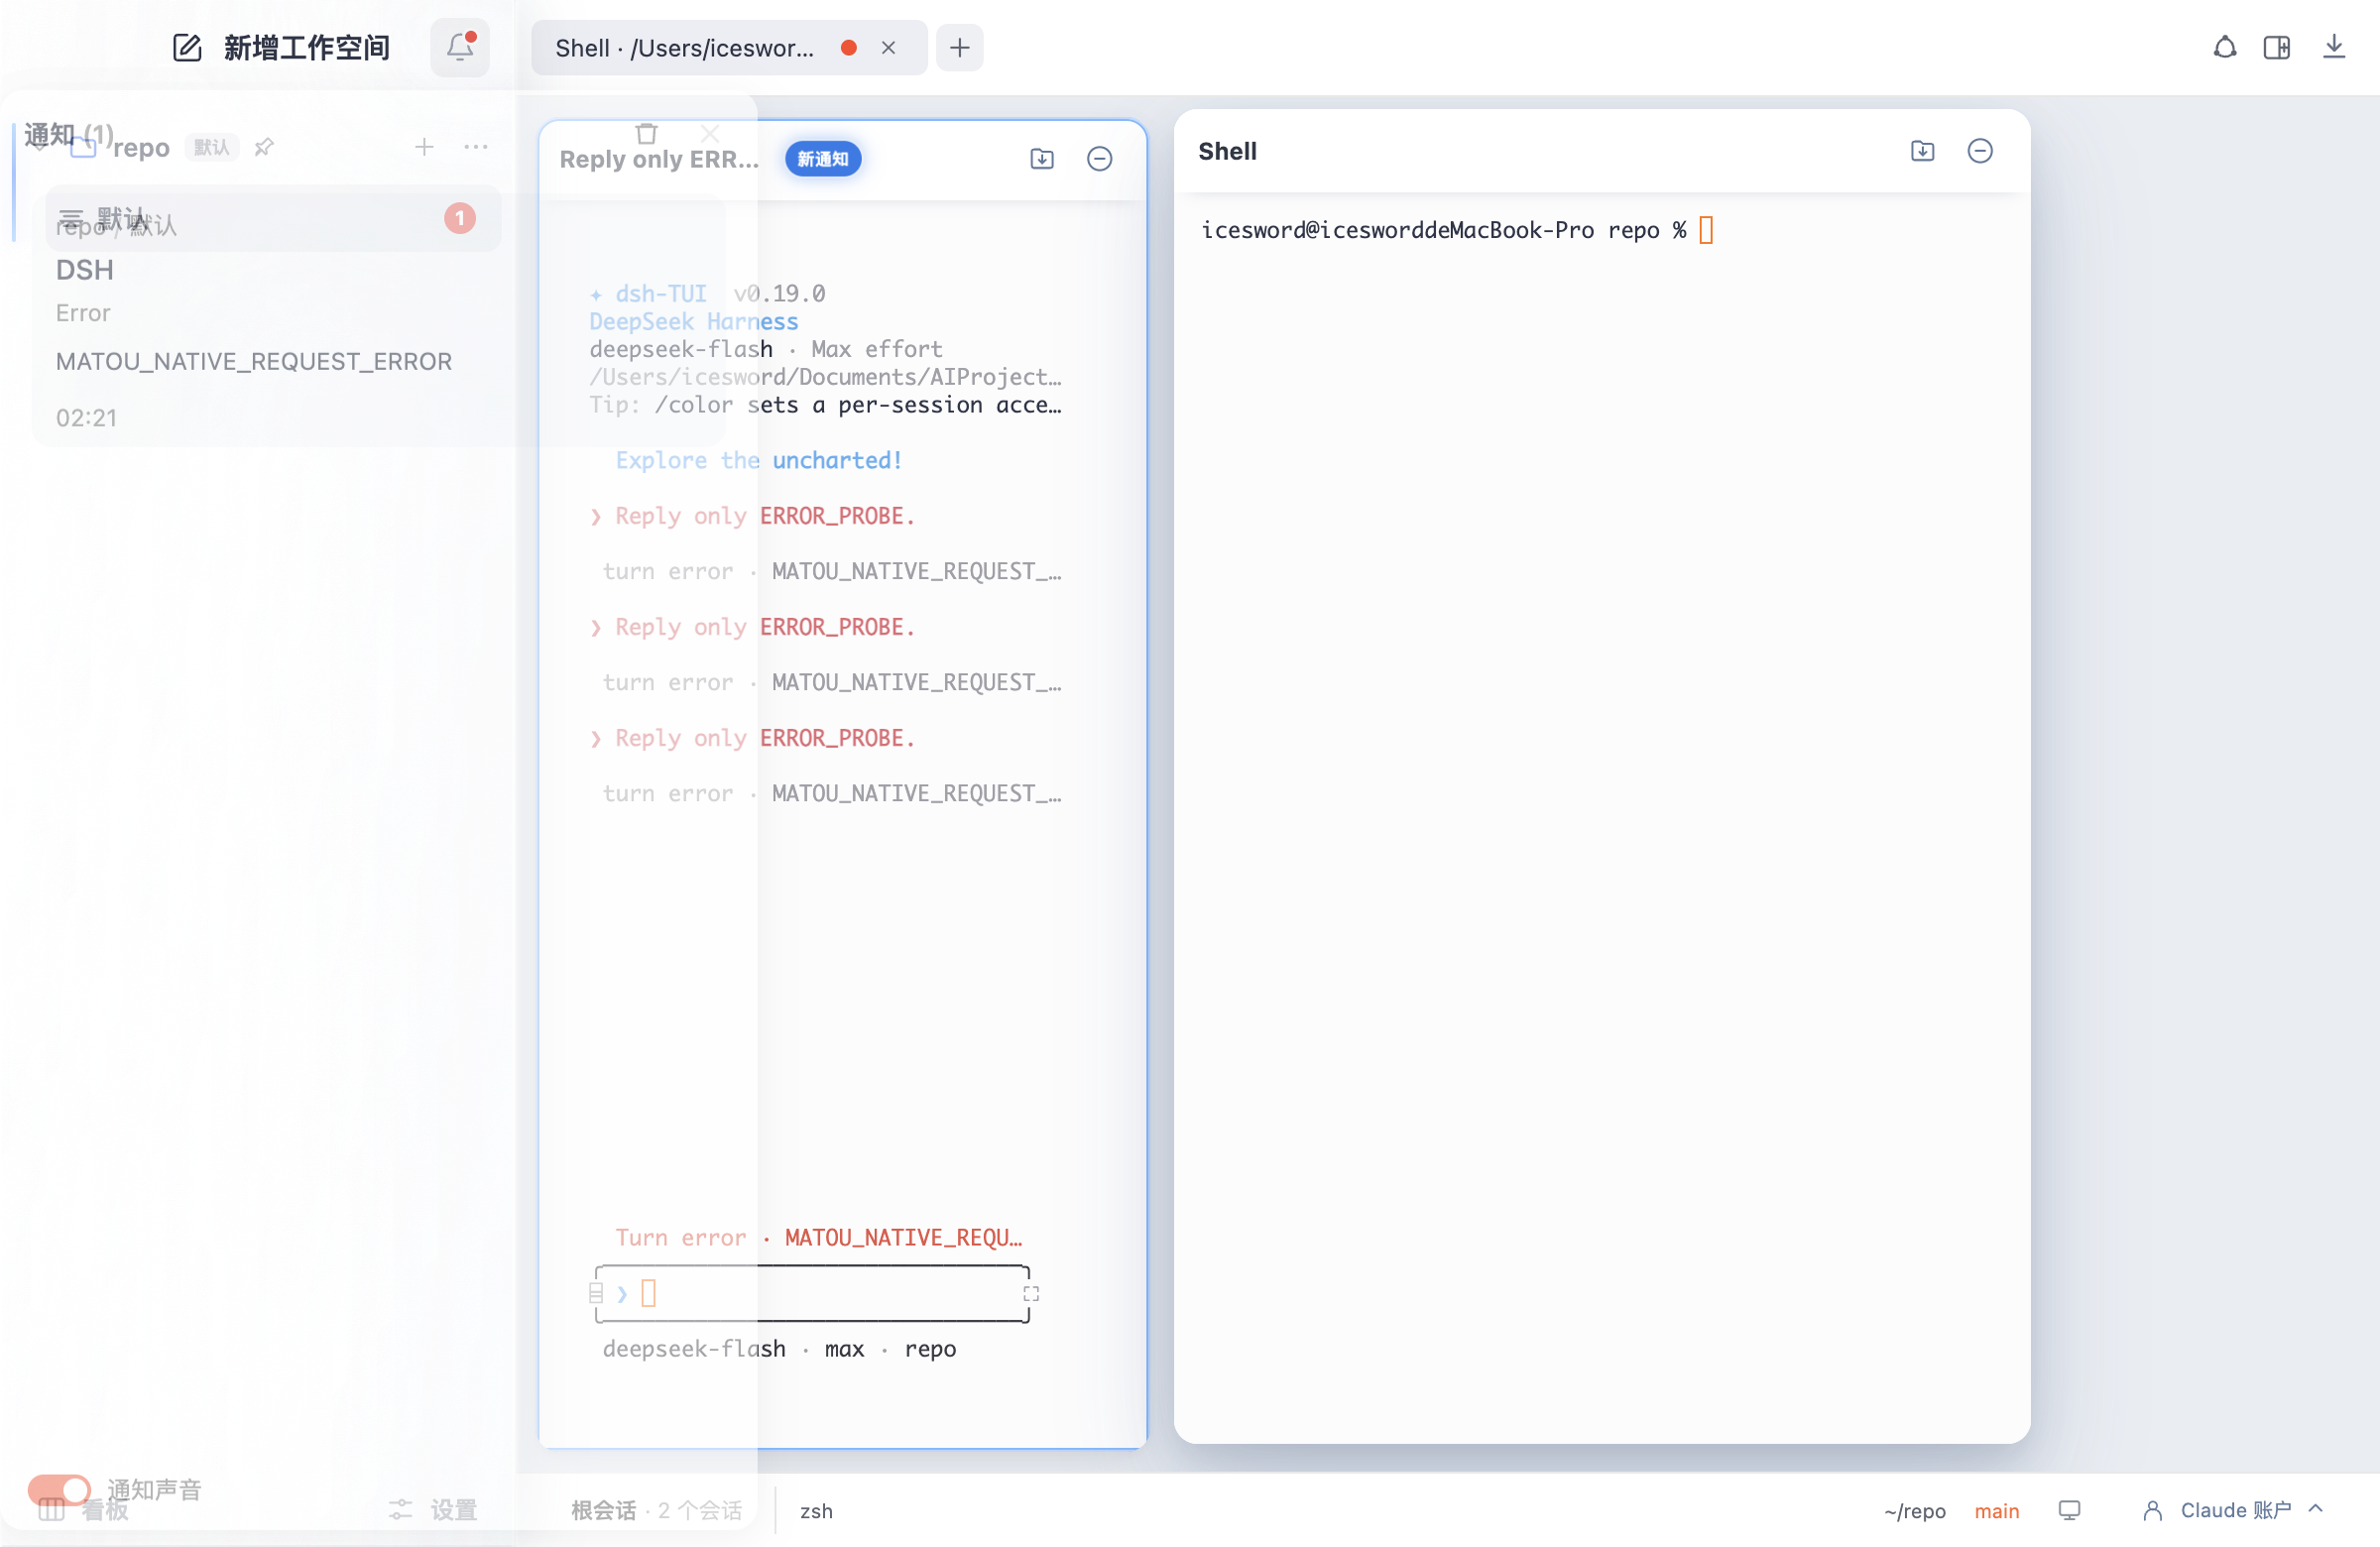 新增工作空间
Shell · /Users/iceswor...
通知 (1)
repo 默认
默认 1
repo / 默认
DSH
Error
MATOU_NATIVE_REQUEST_ERROR
02:21
Reply only ERR... 新通知
✦ dsh-TUI v0.19.0
DeepSeek Harness
deepseek-flash · Max effort
/Users/icesword/Documents/AIProject…
Tip: /color sets a per-session acce…
Explore the uncharted!
❯ Reply only ERROR_PROBE.
turn error · MATOU_NATIVE_REQUEST_…
❯ Reply only ERROR_PROBE.
turn error · MATOU_NATIVE_REQUEST_…
❯ Reply only ERROR_PROBE.
turn error · MATOU_NATIVE_REQUEST_…
Turn error · MATOU_NATIVE_REQU…
❯
deepseek-flash · max · repo
Shell
icesword@icesworddeMacBook-Pro repo %
通知声音
看板
设置
根会话 · 2 个会话
zsh
~/repo
main
Claude 账户